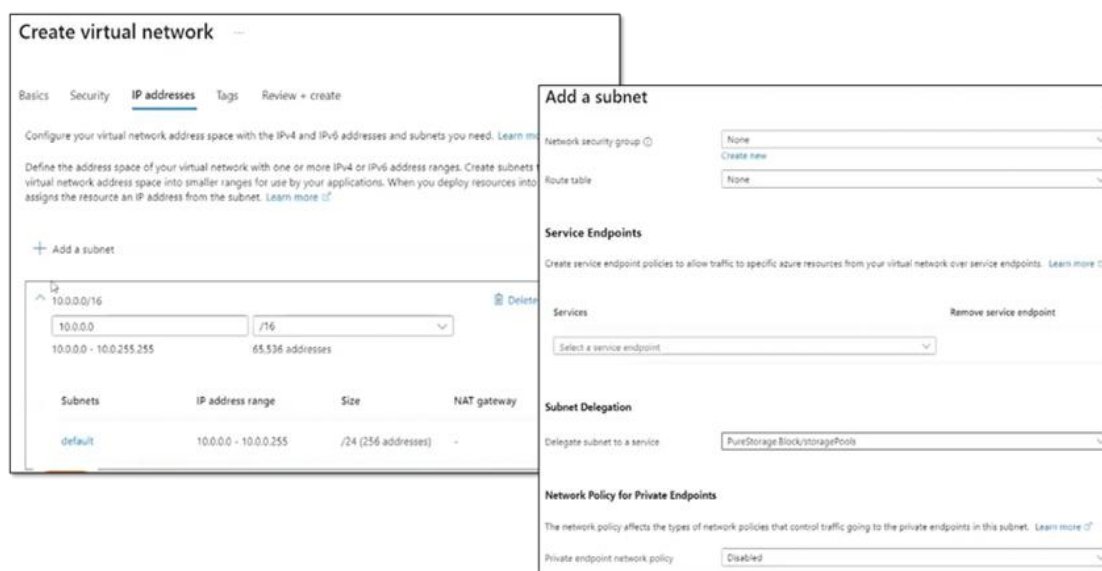 Create virtual network
Basics Security IP addresses Tags Review + create
Configure your virtual network address space with the IPv4 and IPv6 addresses and subnets you need. Learn
Define the address space of your virtual network with one or more IPv4 or IPv6 address ranges. Create subnets
virtual network address space into smaller ranges for use by your applications. When you deploy resources into
assigns the resource an IP address from the subnet. Learn more
+ Add a subnet
10.0.0.0/16
Delete
10.0.0.0 /16
10.0.0.0 - 10.0.255.255 65,536 addresses
Subnets IP address range Size NAT gateway
default 10.0.0.0 - 10.0.0.255 /24 (256 addresses) -
Add a subnet
Network security group None
Create new
Route table None
Service Endpoints
Create service endpoint policies to allow traffic to specific azure resources from your virtual network over service endpoints. Learn more
Services Remove service endpoint
Select a service endpoint
Subnet Delegation
Delegate subnet to a service PureStorage.Block/storagePools
Network Policy for Private Endpoints
The network policy affects the types of network policies that control traffic going to the private endpoints in this subnet. Learn more
Private endpoint network policy Disabled